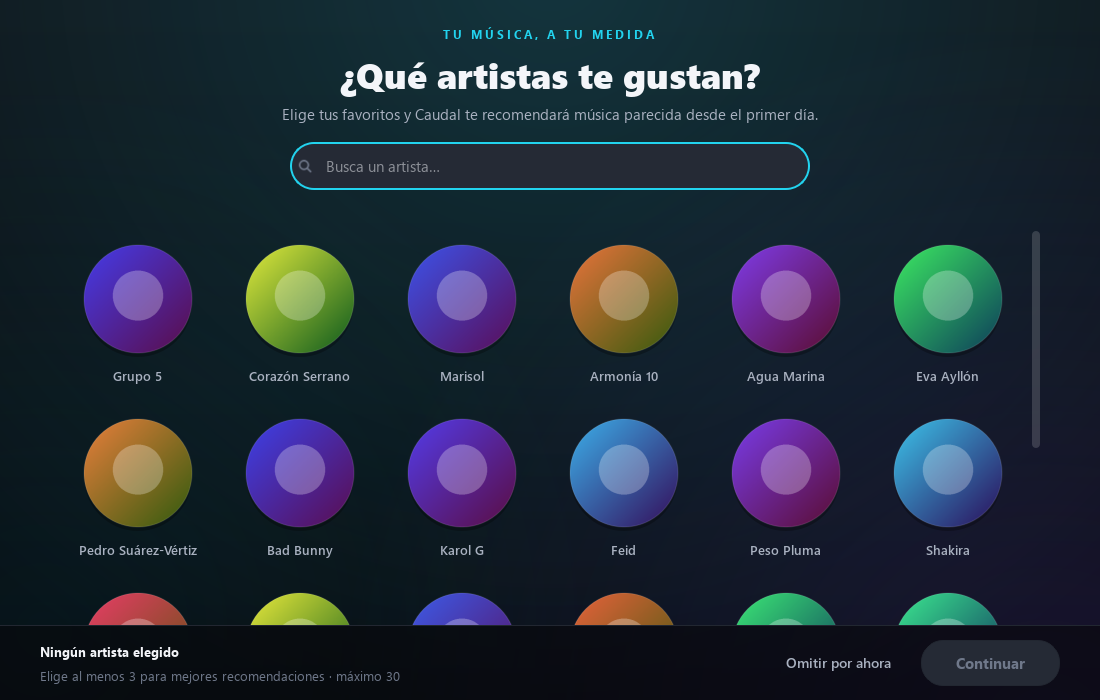 TU MÚSICA, A TU MEDIDA
¿Qué artistas te gustan?
Elige tus favoritos y Caudal te recomendará música parecida desde el primer día.
Busca un artista...
Grupo 5
Corazón Serrano
Marisol
Armonía 10
Agua Marina
Eva Ayllón
Pedro Suárez-Vértiz
Bad Bunny
Karol G
Feid
Peso Pluma
Shakira
Ningún artista elegido
Elige al menos 3 para mejores recomendaciones · máximo 30
Omitir por ahora
Continuar